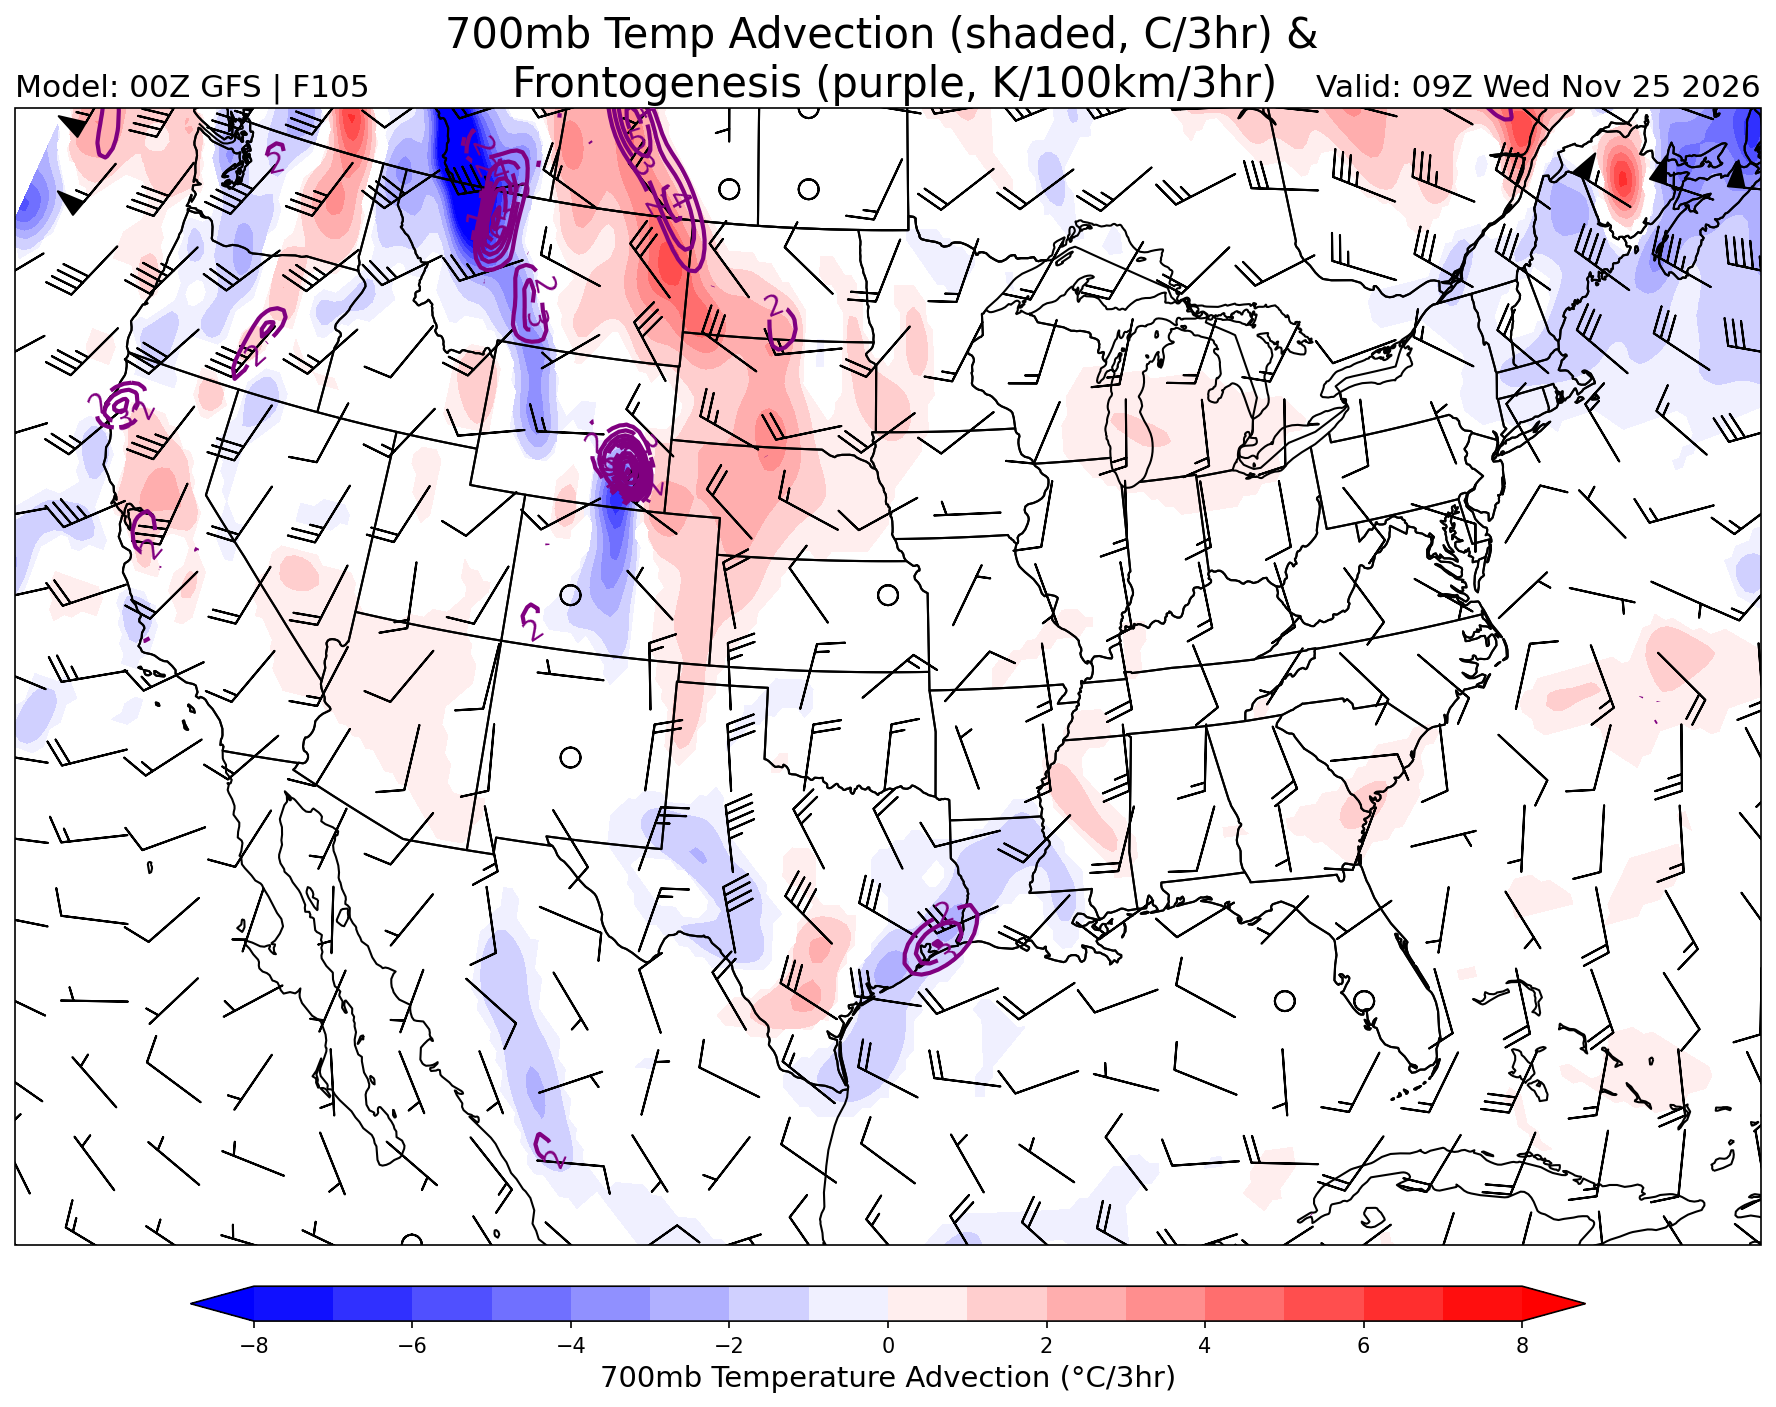 700mb Temp Advection (shaded, C/3hr) &
Frontogenesis (purple, K/100km/3hr)
Model: 00Z GFS | F105
Valid: 09Z Wed Nov 25 2026
−8 −6 −4 −2 0 2 4 6 8
700mb Temperature Advection (°C/3hr)